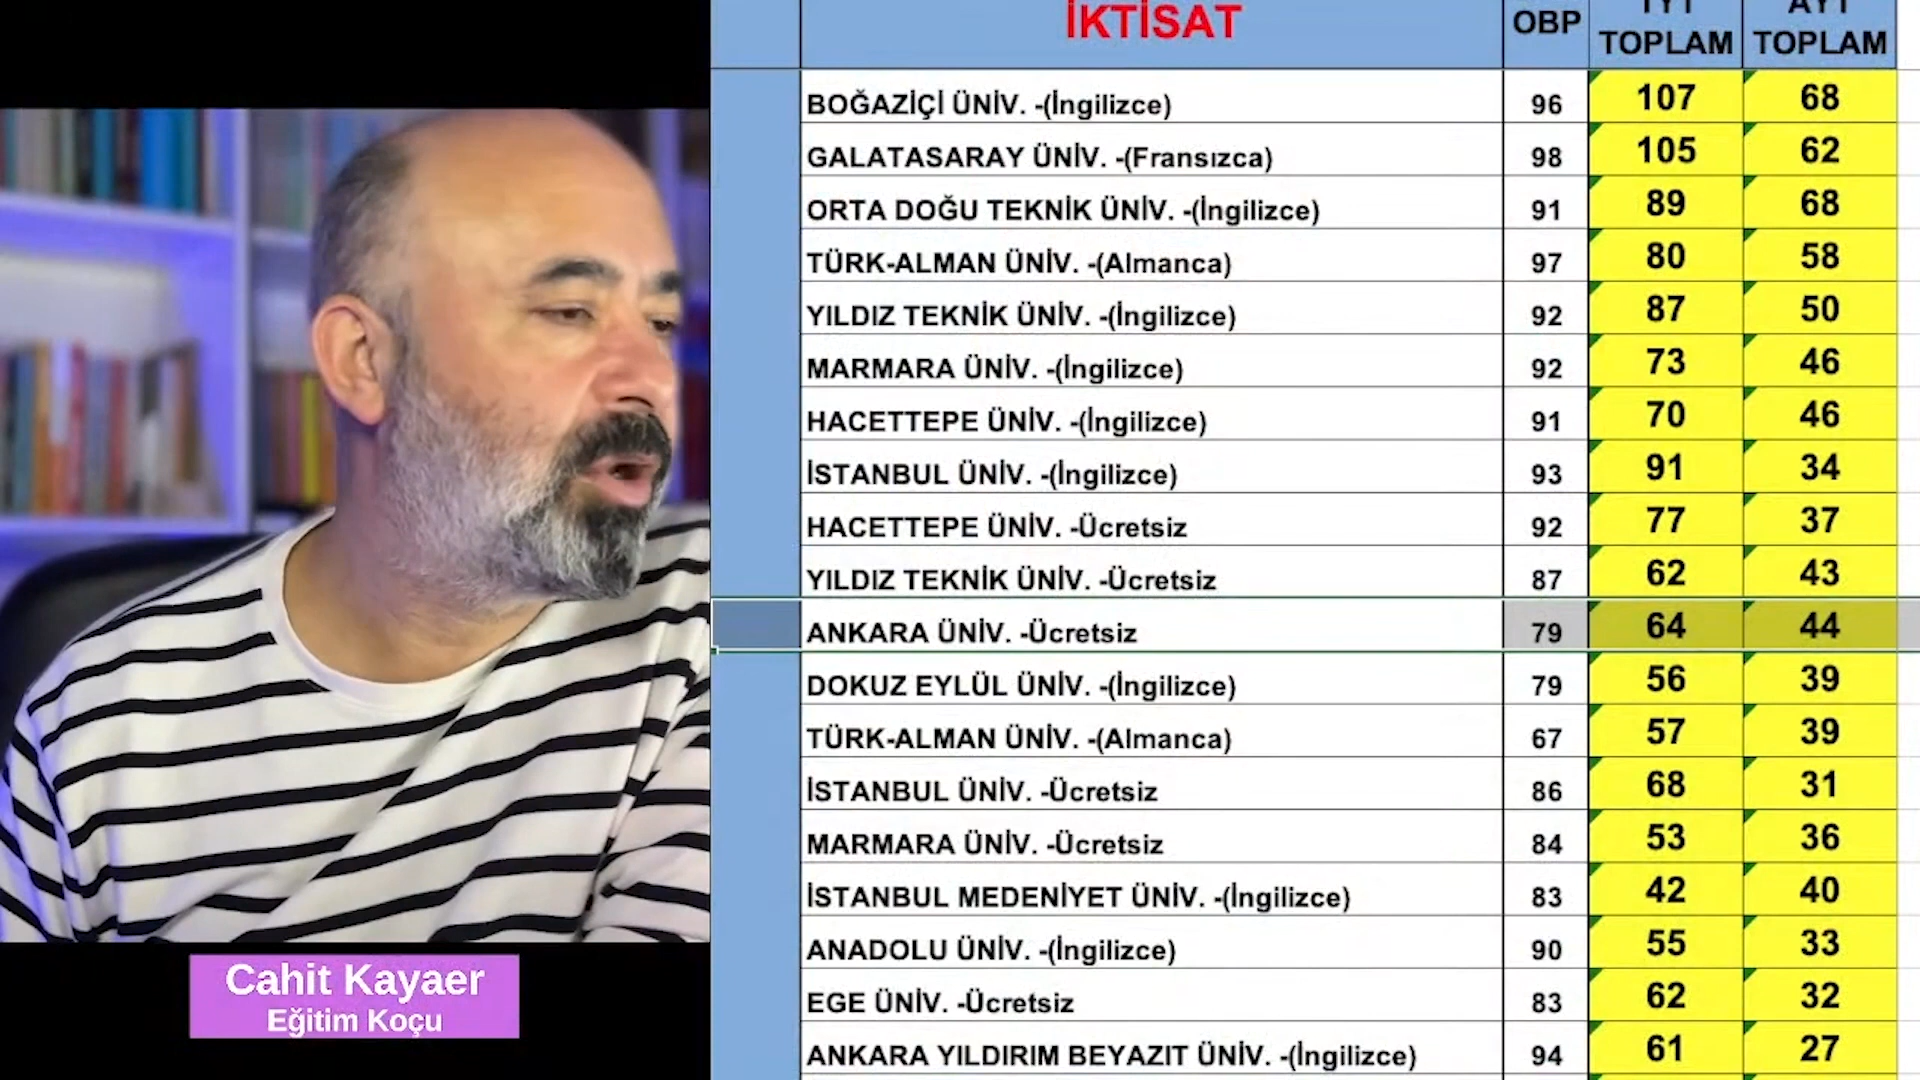 İKTİSAT OBP TYT TOPLAM AYT TOPLAM
BOĞAZİÇİ ÜNİV. -(İngilizce) 96 107 68
GALATASARAY ÜNİV. -(Fransızca) 98 105 62
ORTA DOĞU TEKNİK ÜNİV. -(İngilizce) 91 89 68
TÜRK-ALMAN ÜNİV. -(Almanca) 97 80 58
YILDIZ TEKNİK ÜNİV. -(İngilizce) 92 87 50
MARMARA ÜNİV. -(İngilizce) 92 73 46
HACETTEPE ÜNİV. -(İngilizce) 91 70 46
İSTANBUL ÜNİV. -(İngilizce) 93 91 34
HACETTEPE ÜNİV. -Ücretsiz 92 77 37
YILDIZ TEKNİK ÜNİV. -Ücretsiz 87 62 43
ANKARA ÜNİV. -Ücretsiz 79 64 44
DOKUZ EYLÜL ÜNİV. -(İngilizce) 79 56 39
TÜRK-ALMAN ÜNİV. -(Almanca) 67 57 39
İSTANBUL ÜNİV. -Ücretsiz 86 68 31
MARMARA ÜNİV. -Ücretsiz 84 53 36
İSTANBUL MEDENİYET ÜNİV. -(İngilizce) 83 42 40
ANADOLU ÜNİV. -(İngilizce) 90 55 33
EGE ÜNİV. -Ücretsiz 83 62 32
ANKARA YILDIRIM BEYAZIT ÜNİV. -(İngilizce) 94 61 27
Cahit Kayaer
Eğitim Koçu